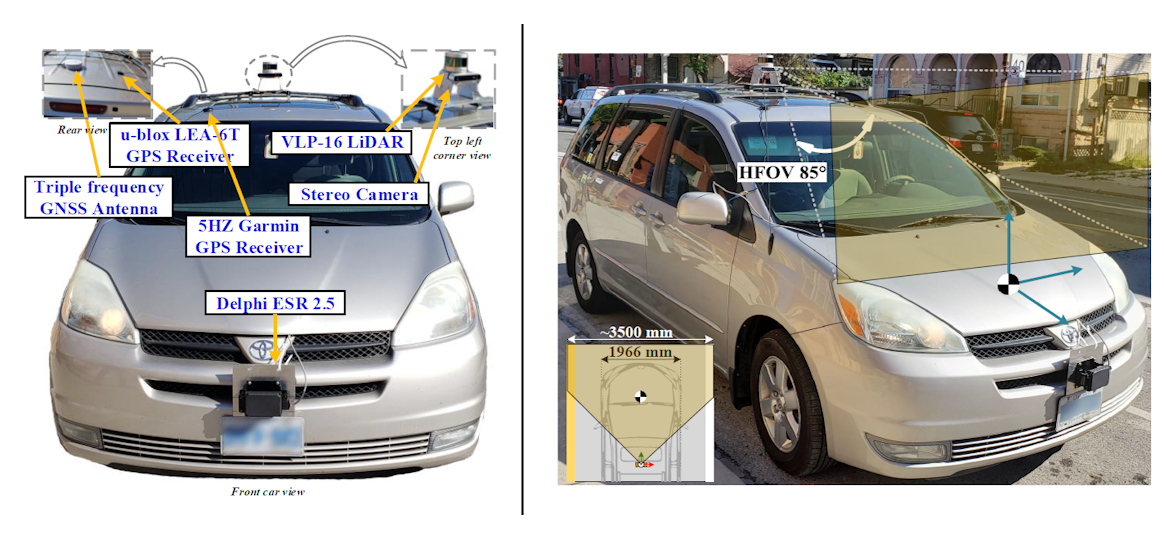 Rear view
u-blox LEA-6T
GPS Receiver
VLP-16 LiDAR
Top left
corner view
Triple frequency
GNSS Antenna
Stereo Camera
5HZ Garmin
GPS Receiver
Delphi ESR 2.5
Front car view
HFOV 85°
~3500 mm
1966 mm